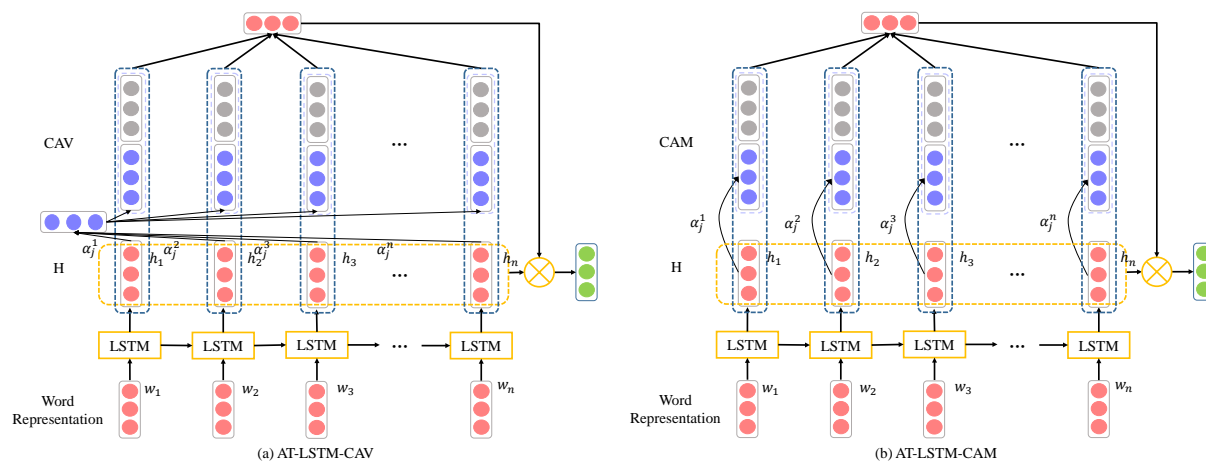 CAV
...
α_j^1
α_j^2
α_j^3
α_j^n
H
h_1
h_2
h_3
...
h_n
LSTM
LSTM
LSTM
...
LSTM
Word
Representation
w_1
w_2
w_3
w_n
(a) AT-LSTM-CAV
CAM
...
α_j^1
α_j^2
α_j^3
α_j^n
H
h_1
h_2
h_3
...
h_n
LSTM
LSTM
LSTM
...
LSTM
Word
Representation
w_1
w_2
w_3
w_n
(b) AT-LSTM-CAM